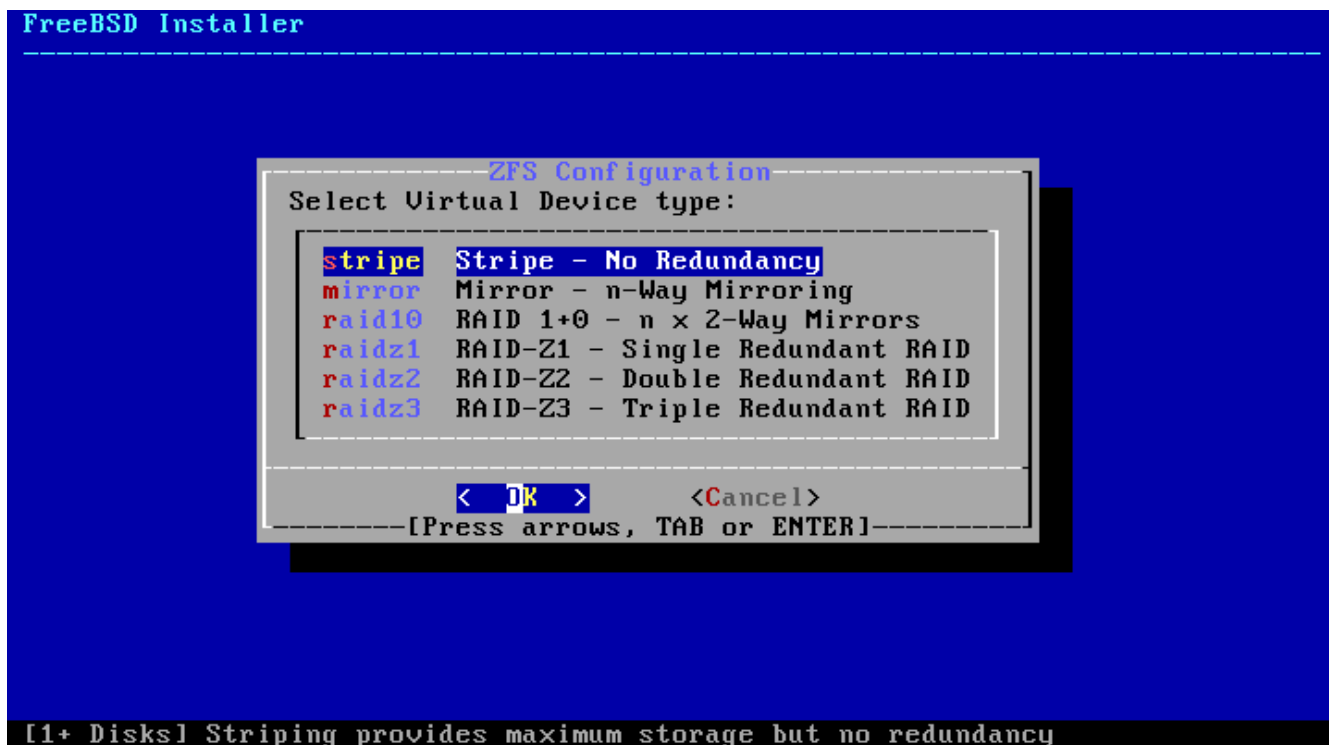 FreeBSD Installer
ZFS Configuration
Select Virtual Device type:
stripe Stripe - No Redundancy
mirror Mirror - n-Way Mirroring
raid10 RAID 1+0 - n x 2-Way Mirrors
raidz1 RAID-Z1 - Single Redundant RAID
raidz2 RAID-Z2 - Double Redundant RAID
raidz3 RAID-Z3 - Triple Redundant RAID
< OK > <Cancel>
[Press arrows, TAB or ENTER]
[1+ Disks] Striping provides maximum storage but no redundancy